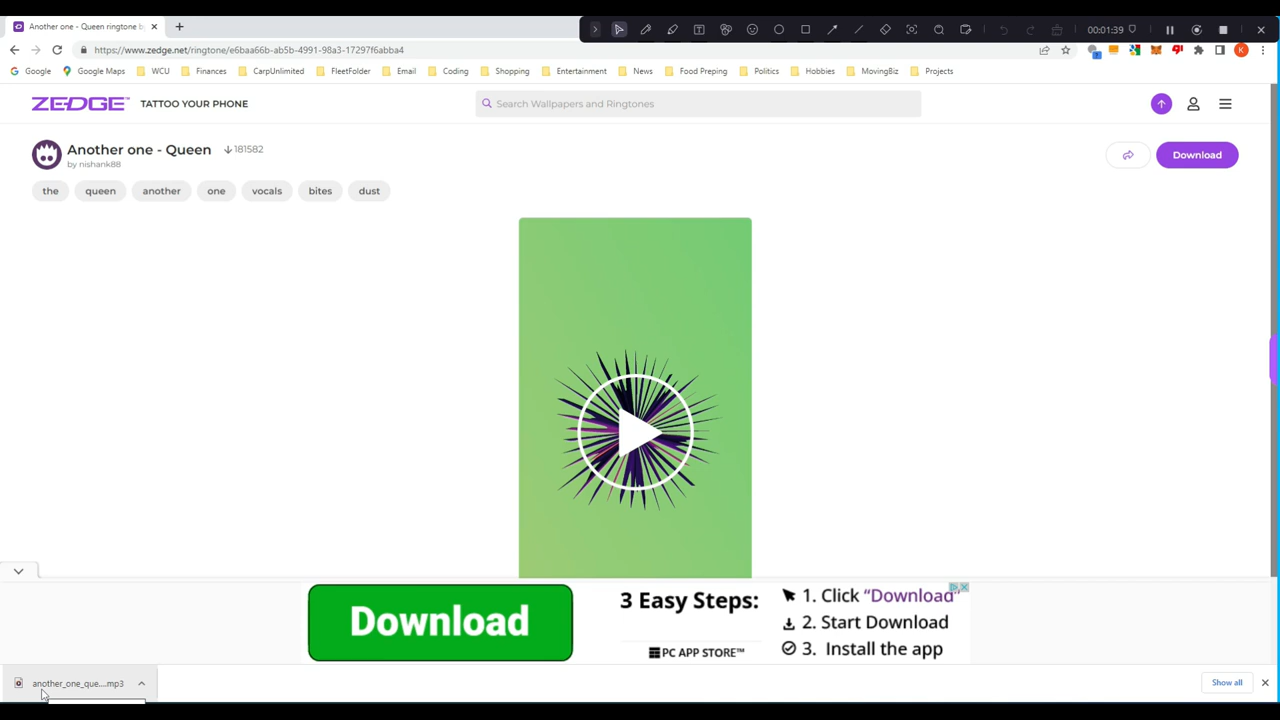 Another one - Queen ringtone b
00:01:39
https://www.zedge.net/ringtone/e6baa66b-ab5b-4991-98a3-17297f6abba4
K
Google Google Maps WCU Finances CarpUnlimited FleetFolder Email Coding Shopping Entertainment News Food Preping Politics Hobbies MovingBiz Projects
ZEDGE™ TATTOO YOUR PHONE Search Wallpapers and Ringtones
Another one - Queen 181582
by nishank88
Download
the queen another one vocals bites dust
Download
3 Easy Steps:
PC APP STORE™
1. Click “Download”
2. Start Download
3. Install the app
another_one_que....mp3
Show all